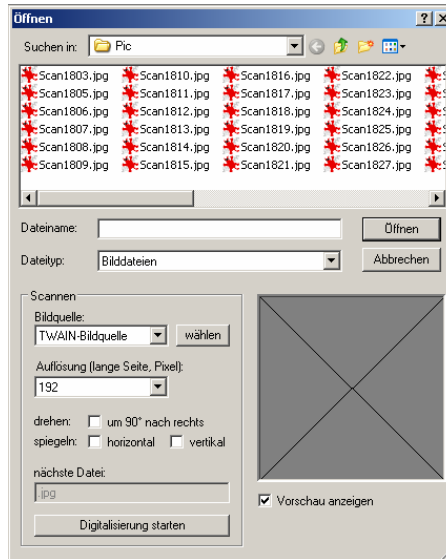 Öffnen
Suchen in: Pic
Scan1803.jpg Scan1810.jpg Scan1816.jpg Scan1822.jpg
Scan1805.jpg Scan1811.jpg Scan1817.jpg Scan1823.jpg
Scan1806.jpg Scan1812.jpg Scan1818.jpg Scan1824.jpg
Scan1807.jpg Scan1813.jpg Scan1819.jpg Scan1825.jpg
Scan1808.jpg Scan1814.jpg Scan1820.jpg Scan1826.jpg
Scan1809.jpg Scan1815.jpg Scan1821.jpg Scan1827.jpg
Dateiname: Öffnen
Dateityp: Bilddateien Abbrechen
Scannen
Bildquelle:
TWAIN-Bildquelle wählen
Auflösung (lange Seite, Pixel):
192
drehen: um 90° nach rechts
spiegeln: horizontal vertikal
nächste Datei:
.jpg
Digitalisierung starten
Vorschau anzeigen